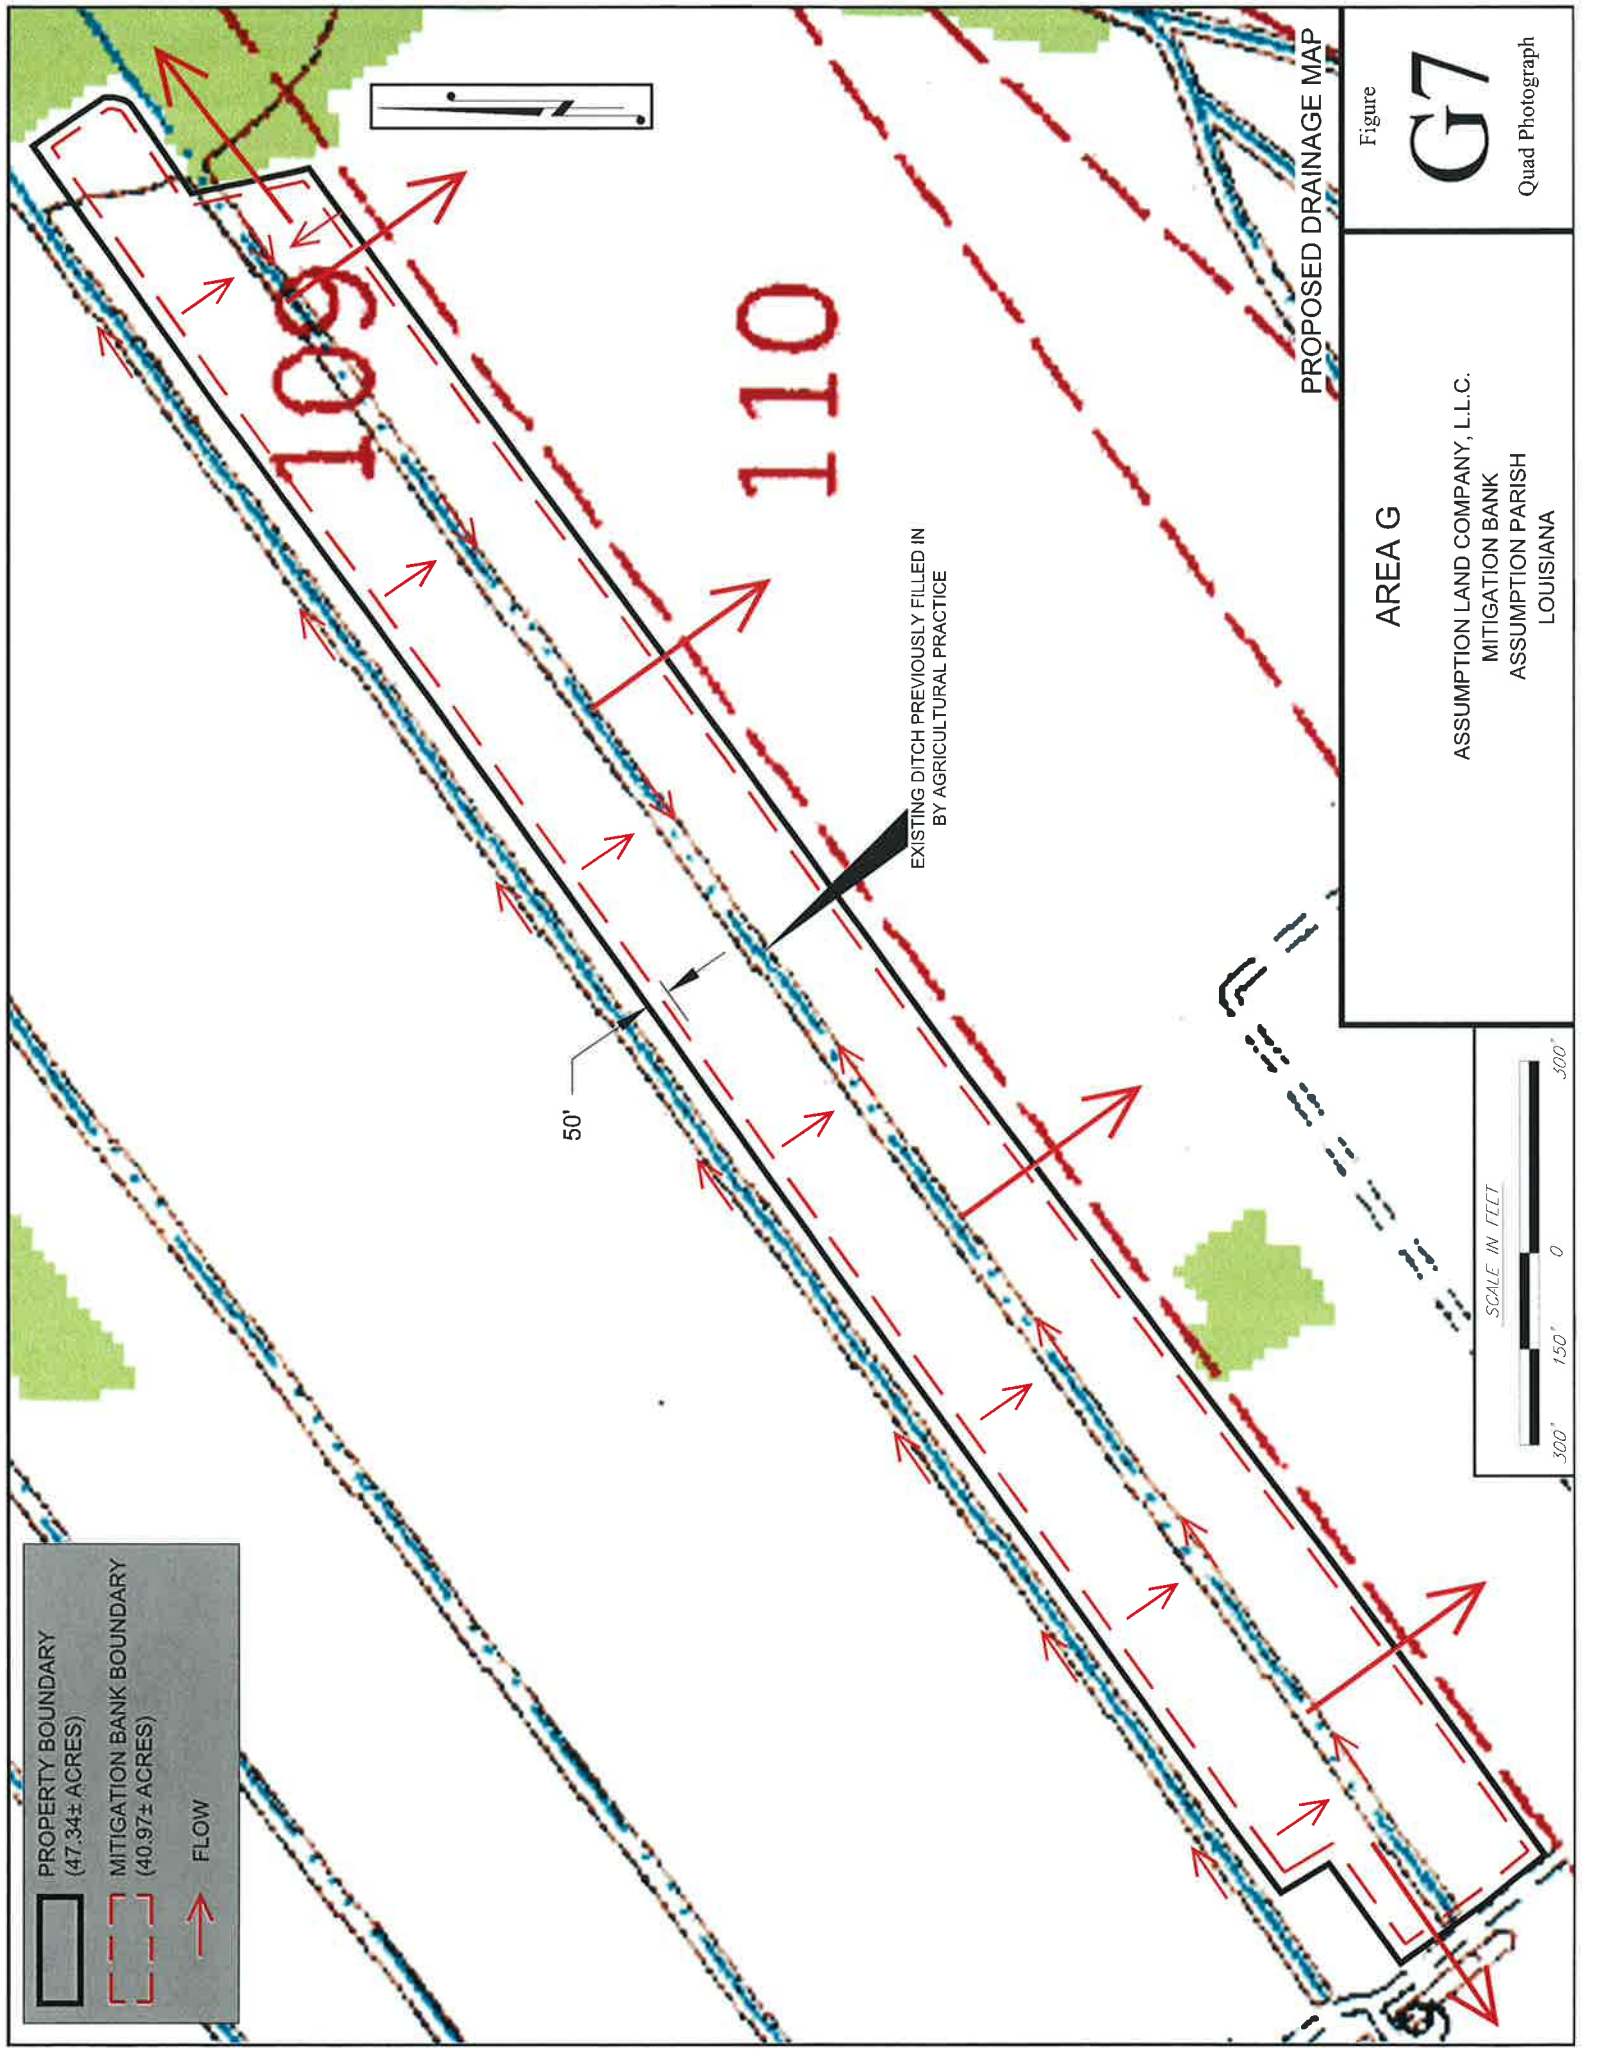 PROPERTY BOUNDARY
(47.34± ACRES)
MITIGATION BANK BOUNDARY
(40.97± ACRES)
FLOW
109
110
50'
EXISTING DITCH PREVIOUSLY FILLED IN
BY AGRICULTURAL PRACTICE
PROPOSED DRAINAGE MAP
SCALE IN FEET
300' 150' 0 300'
AREA G
ASSUMPTION LAND COMPANY, L.L.C.
MITIGATION BANK
ASSUMPTION PARISH
LOUISIANA
Figure
G7
Quad Photograph